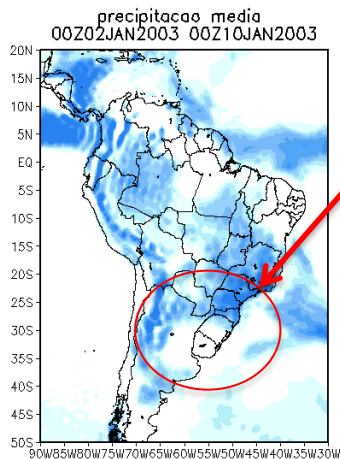 precipitacao media
00Z02JAN2003 00Z10JAN2003
20N
15N
10N
5N
EQ
5S
10S
15S
20S
25S
30S
35S
40S
45S
50S
90W85W80W75W70W65W60W55W50W45W40W35W30W